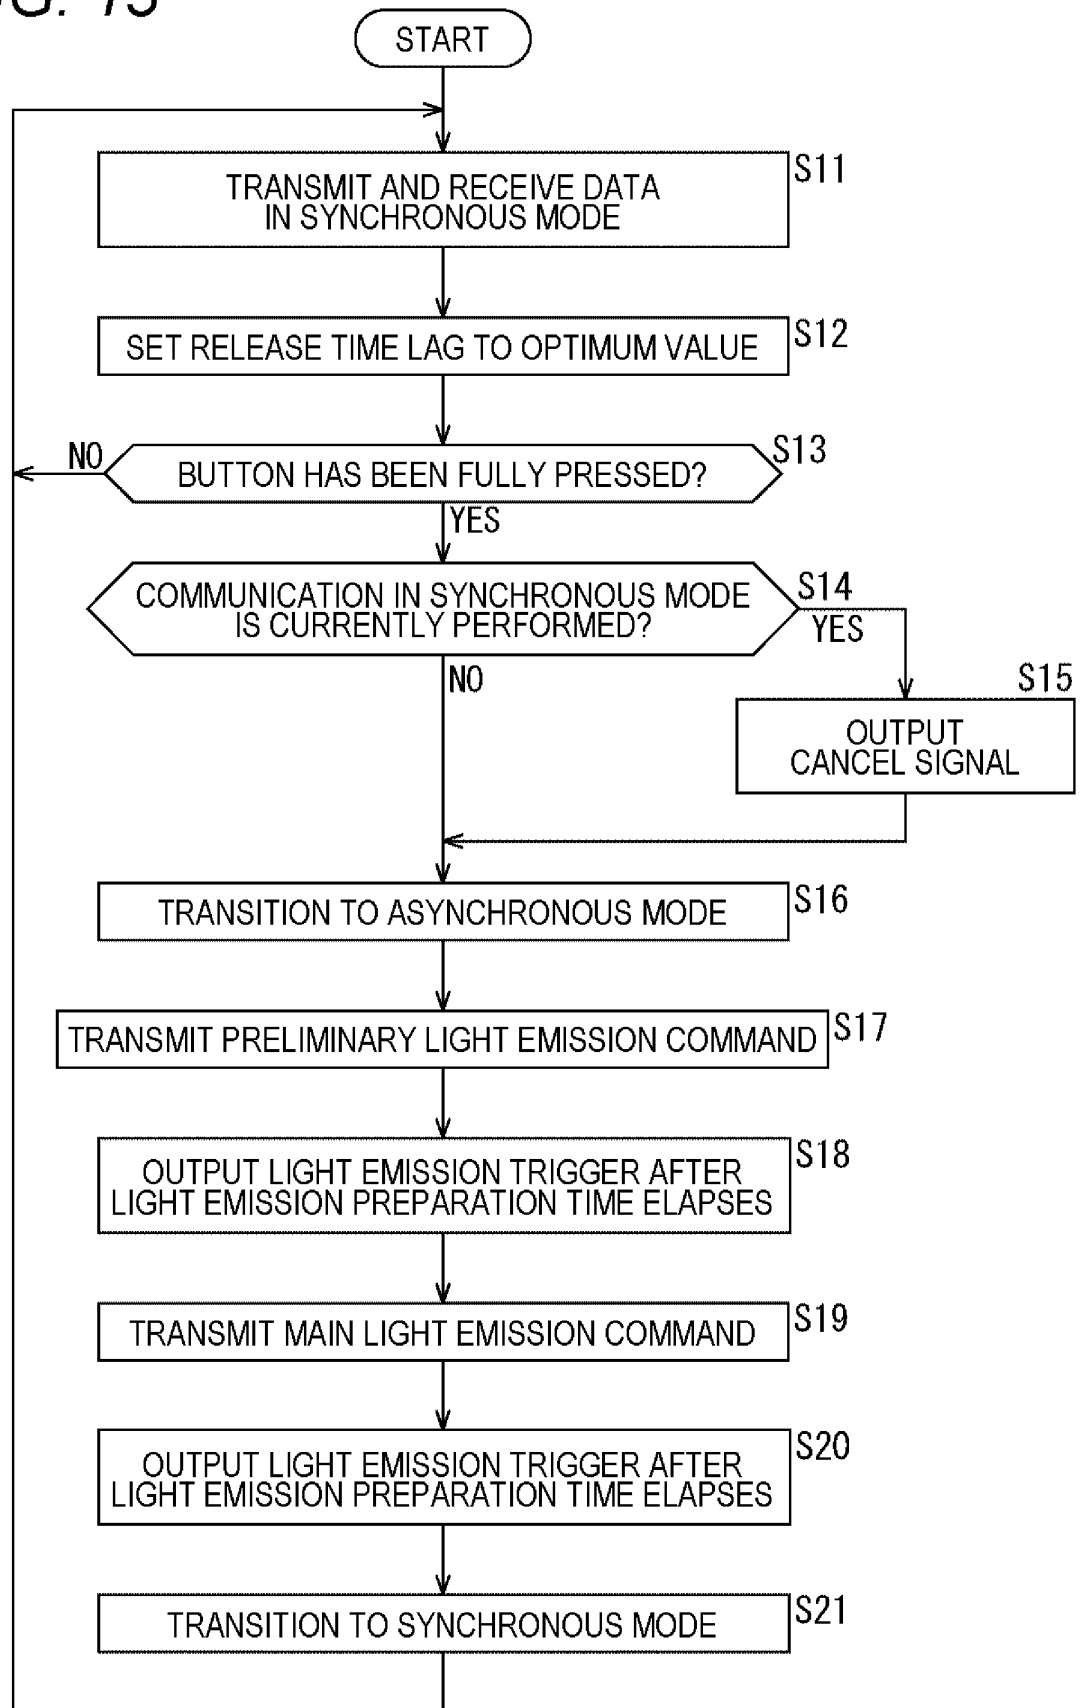 FIG. 13
START
S11
TRANSMIT AND RECEIVE DATA
IN SYNCHRONOUS MODE
S12
SET RELEASE TIME LAG TO OPTIMUM VALUE
S13
NO
BUTTON HAS BEEN FULLY PRESSED?
YES
S14
COMMUNICATION IN SYNCHRONOUS MODE
IS CURRENTLY PERFORMED?
YES
NO
S15
OUTPUT
CANCEL SIGNAL
S16
TRANSITION TO ASYNCHRONOUS MODE
S17
TRANSMIT PRELIMINARY LIGHT EMISSION COMMAND
S18
OUTPUT LIGHT EMISSION TRIGGER AFTER
LIGHT EMISSION PREPARATION TIME ELAPSES
S19
TRANSMIT MAIN LIGHT EMISSION COMMAND
S20
OUTPUT LIGHT EMISSION TRIGGER AFTER
LIGHT EMISSION PREPARATION TIME ELAPSES
S21
TRANSITION TO SYNCHRONOUS MODE